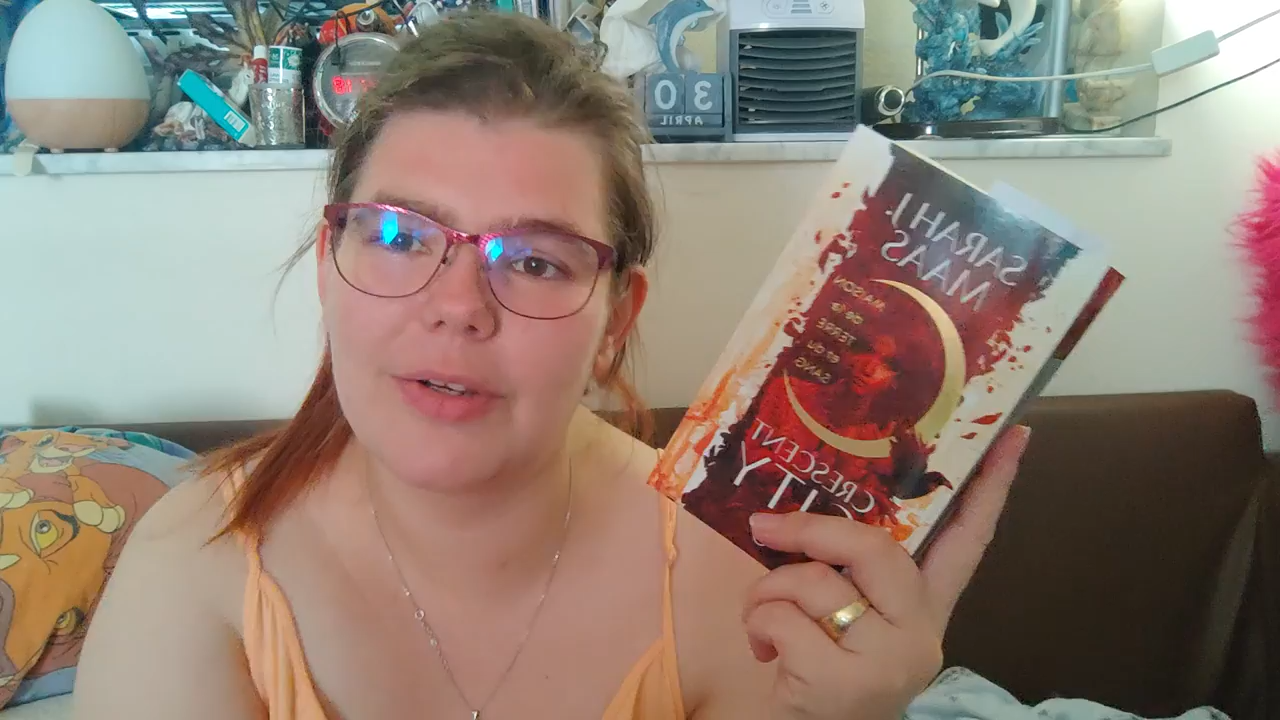 30
APRIL
SARAH J.
MAAS
MAISON
DE la
TERRE
ET DU
SANG
CRESCENT
CITY